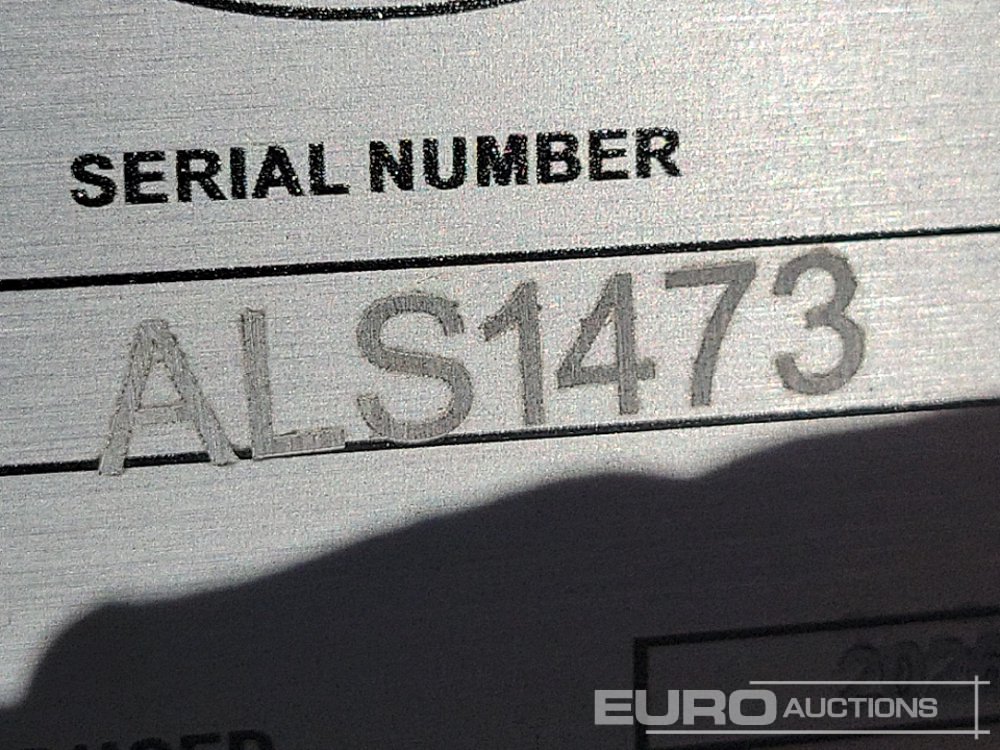 SERIAL NUMBER
ALS1473
EURO AUCTIONS